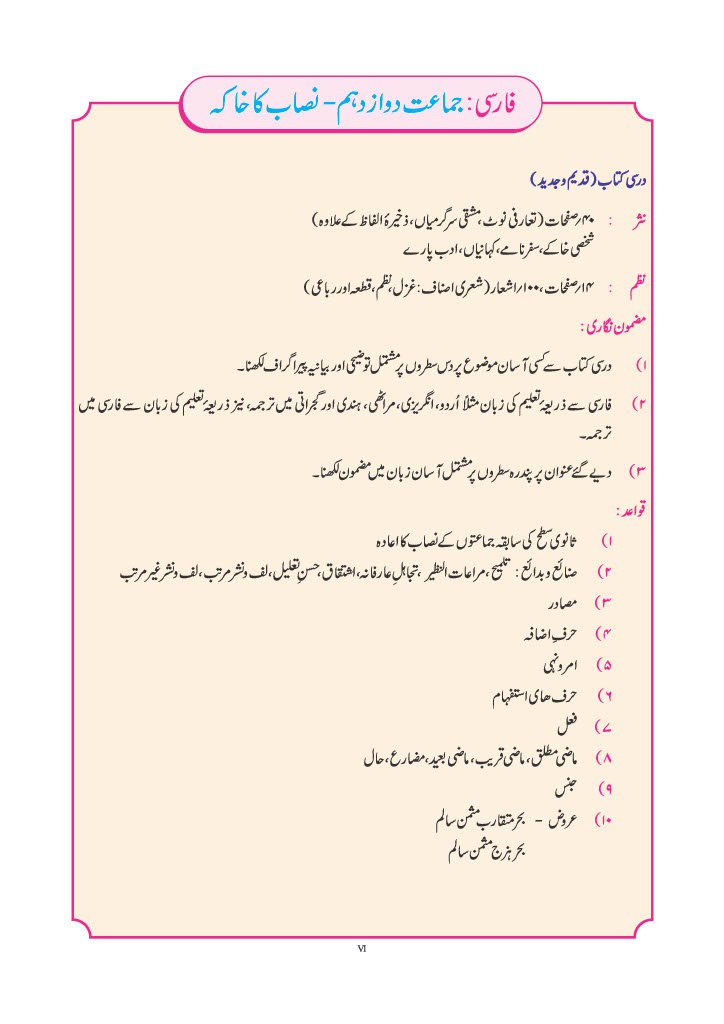 فارسی : جماعت دوازدہم – نصاب کا خاکہ
درسی کتاب (قدیم و جدید)
نثر : ۴۰؍صفحات (تعارفی نوٹ، مشقی سرگرمیاں، ذخیرۂ الفاظ کے علاوہ)
شخصی خاکے، سفرنامے، کہانیاں، ادب پارے
نظم : ۱۴؍صفحات، ۱۰۰؍اشعار (شعری اصناف: غزل، نظم، قطعہ اور رباعی)
مضمون نگاری :
۱) درسی کتاب سے کسی آسان موضوع پر دس سطروں پر مشتمل توضیحی اور بیانیہ پیراگراف لکھنا۔
۲) فارسی سے ذریعۂ تعلیم کی زبان مثلاً اُردو، انگریزی، مراٹھی، ہندی اور گجراتی میں ترجمہ، نیز ذریعۂ تعلیم کی زبان سے فارسی میں
ترجمہ۔
۳) دیے گئے عنوان پر پندرہ سطروں پر مشتمل آسان زبان میں مضمون لکھنا۔
قواعد :
۱) ثانوی سطح کی سابقہ جماعتوں کے نصاب کا اعادہ
۲) صنائع و بدائع : تلمیح، مراعات النظیر، تجاہلِ عارفانہ، اشتقاق، حسنِ تعلیل، لف و نشر مرتب، لف و نشر غیر مرتب
۳) مصادر
۴) حرفِ اضافہ
۵) امر و نہی
۶) حرف های استفہام
۷) فعل
۸) ماضی مطلق، ماضی قریب، ماضی بعید، مضارع، حال
۹) جنس
۱۰) عروض – بحر متقارب مثمن سالم
بحر ہزج مثمن سالم
VI